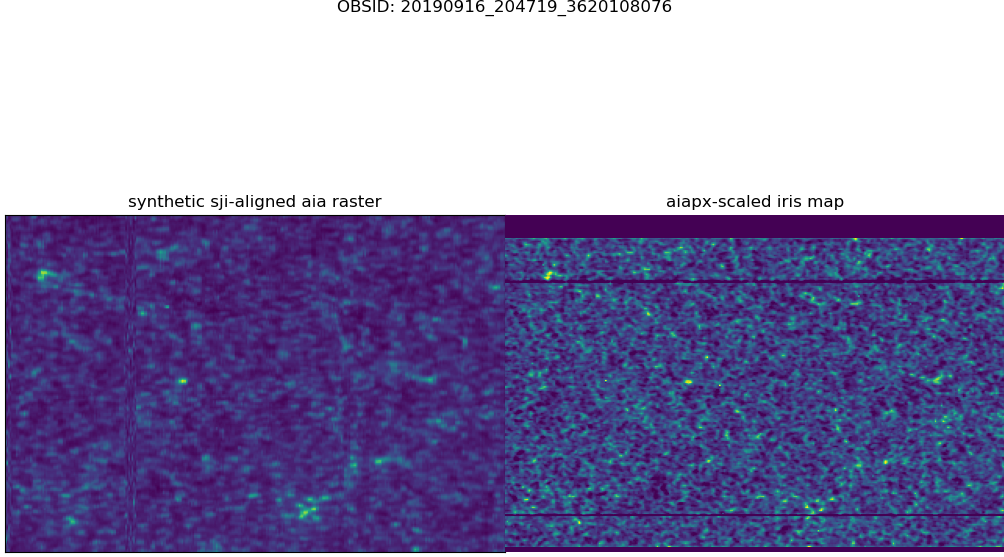 OBSID: 20190916_204719_3620108076
synthetic sji-aligned aia raster
aiapx-scaled iris map